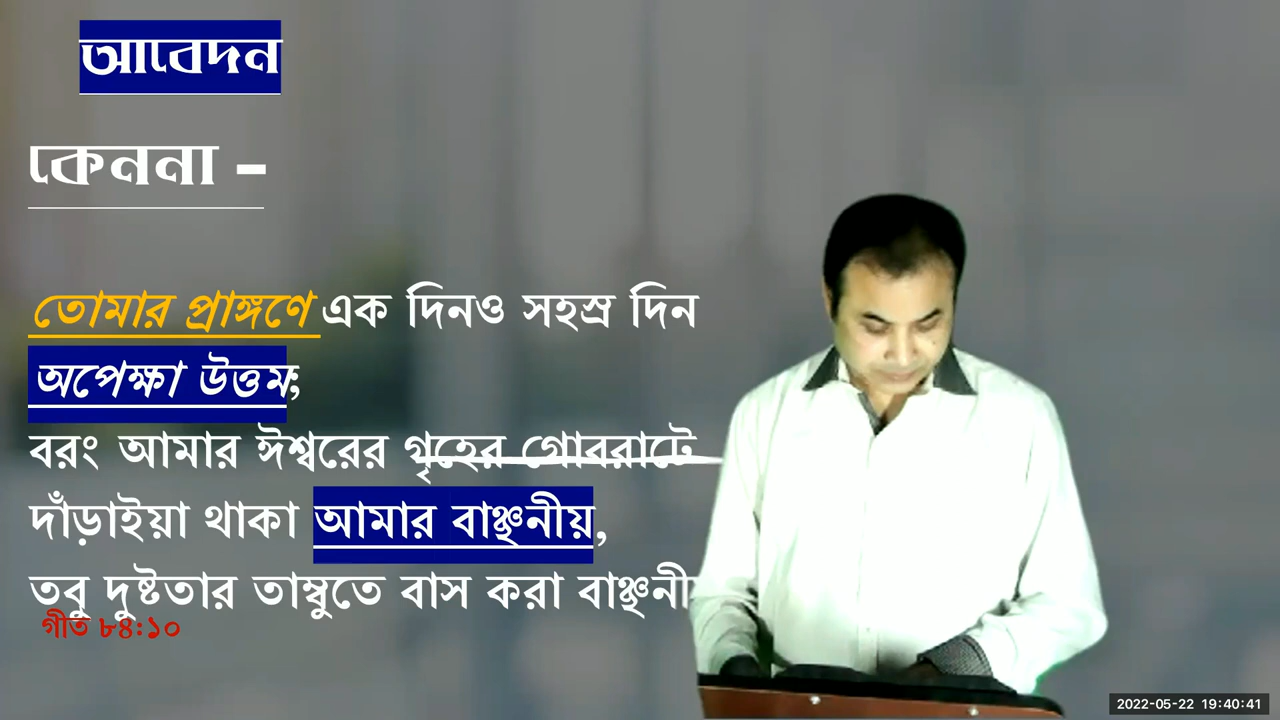 আবেদন
কেননা -
তোমার প্রাঙ্গণে এক দিনও সহস্র দিন
অপেক্ষা উত্তম;
বরং আমার ঈশ্বরের গৃহের গোবরাটে
দাঁড়াইয়া থাকা আমার বাঞ্ছনীয়,
তবু দুষ্টতার তাম্বুতে বাস করা
গীত ৮৪:১০
2022-05-22 19:40:41